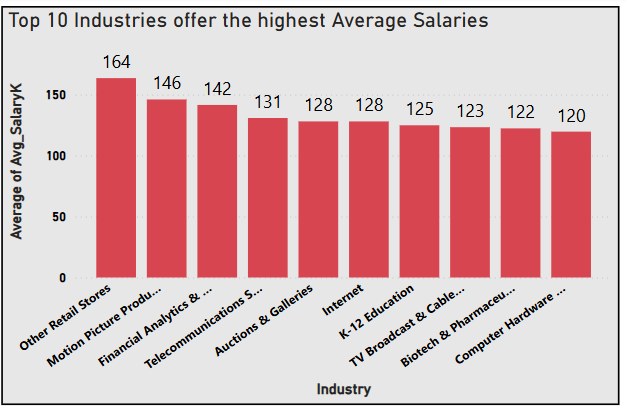 Top 10 Industries offer the highest Average Salaries
Average of Avg_SalaryK
150
100
50
0
164
146
142
131
128
128
125
123
122
120
Other Retail Stores
Motion Picture Produ...
Financial Analytics & ...
Telecommunications S...
Auctions & Galleries
Internet
K-12 Education
TV Broadcast & Cable...
Biotech & Pharmaceu...
Computer Hardware ...
Industry